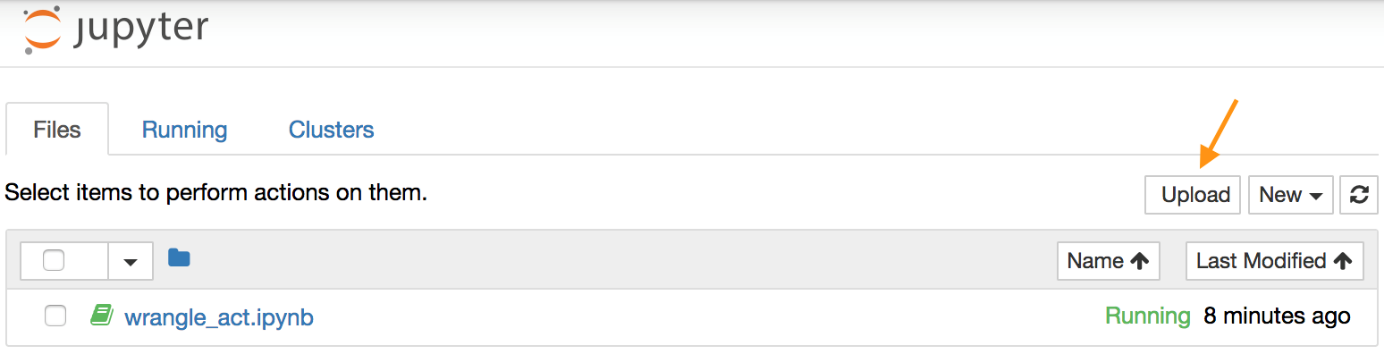 jupyter
Files Running Clusters
Select items to perform actions on them. Upload New
Name Last Modified
wrangle_act.ipynb Running 8 minutes ago